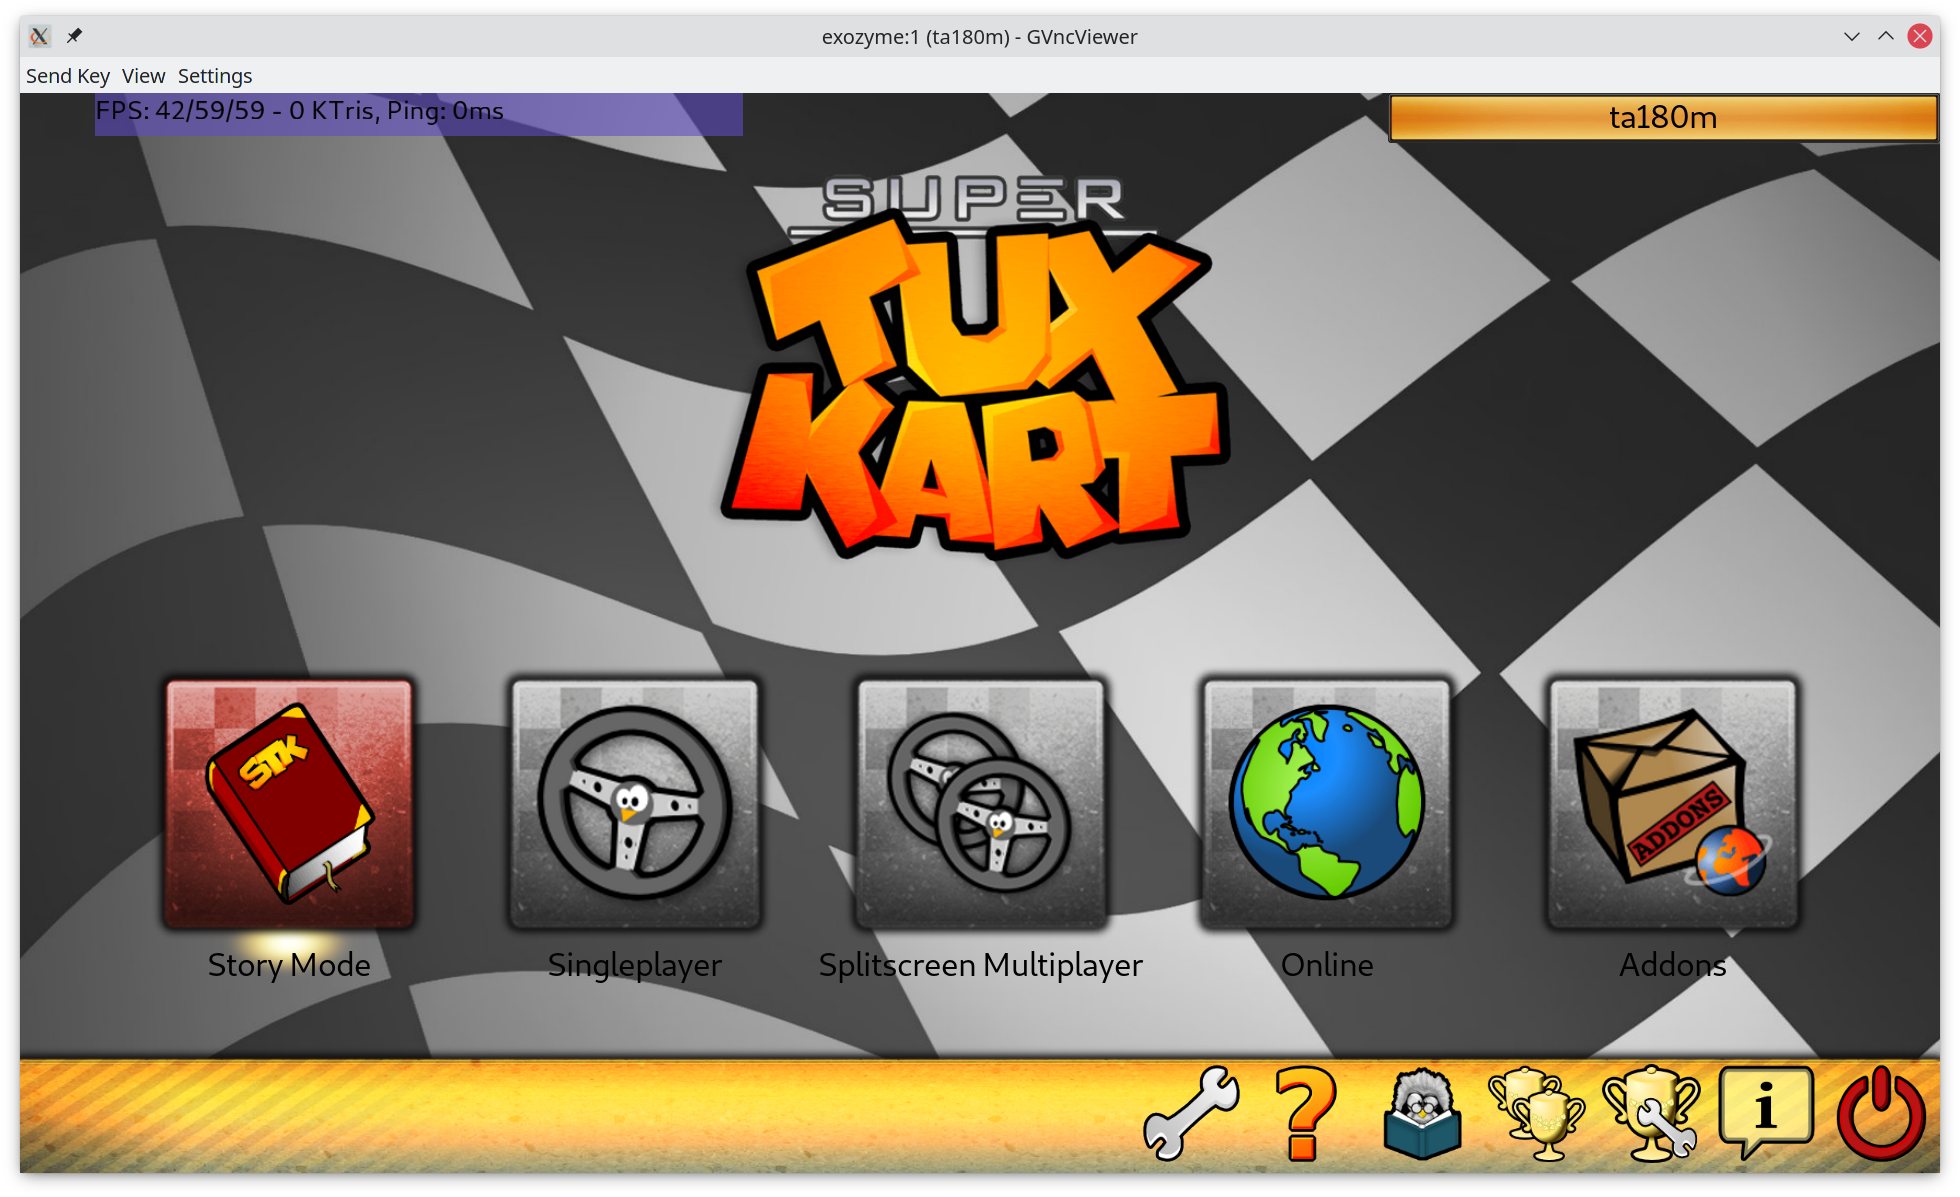 exozyme:1 (ta180m) - GVncViewer
Send Key View Settings
FPS: 42/59/59 - 0 KTris, Ping: 0ms
ta180m
SUPER
TUX
KART
STK
ADDONS
Story Mode
Singleplayer
Splitscreen Multiplayer
Online
Addons
?
i